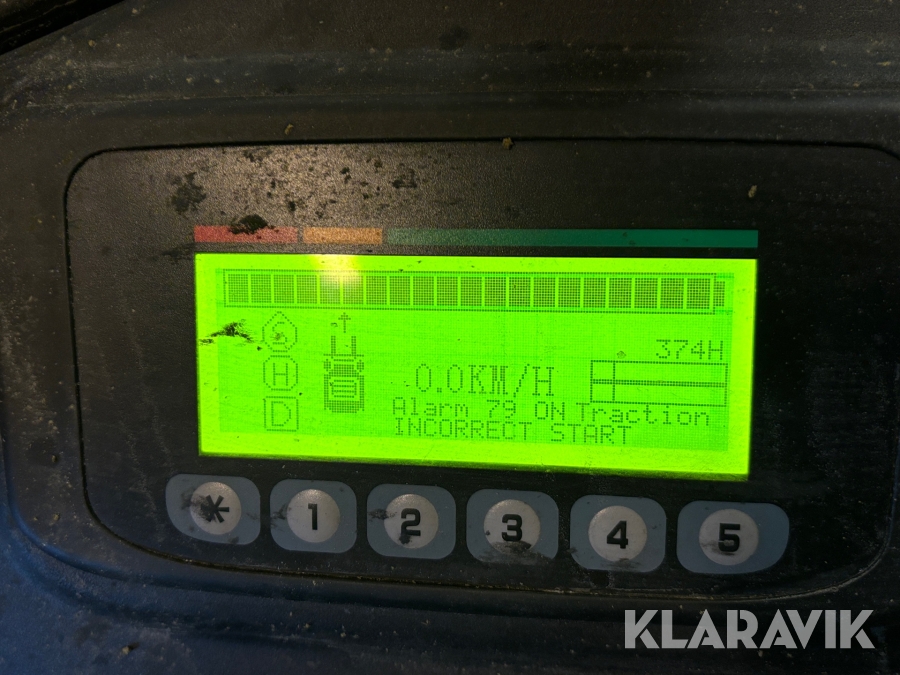 374H
S
H
0.0KM/H
D
Alarm 79 ON Traction
INCORRECT START
* 1 2 3 4 5
KLARAVIK